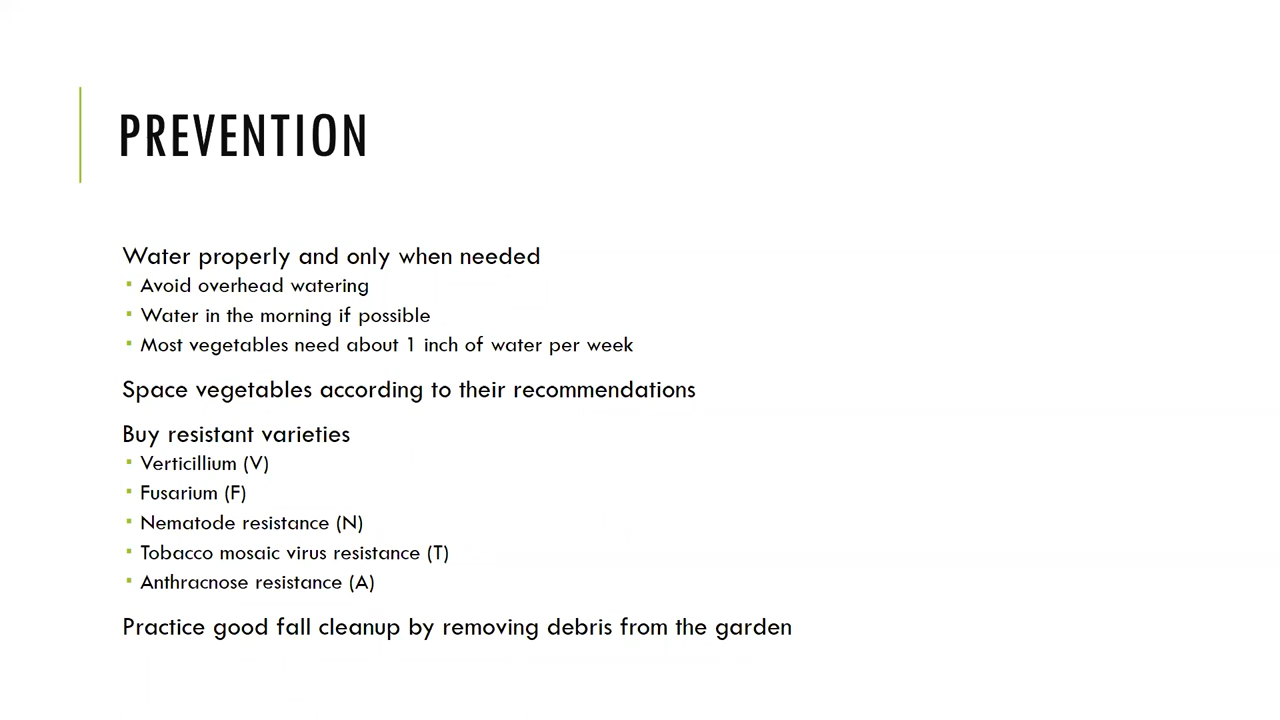 PREVENTION
Water properly and only when needed
▪ Avoid overhead watering
▪ Water in the morning if possible
▪ Most vegetables need about 1 inch of water per week
Space vegetables according to their recommendations
Buy resistant varieties
▪ Verticillium (V)
▪ Fusarium (F)
▪ Nematode resistance (N)
▪ Tobacco mosaic virus resistance (T)
▪ Anthracnose resistance (A)
Practice good fall cleanup by removing debris from the garden